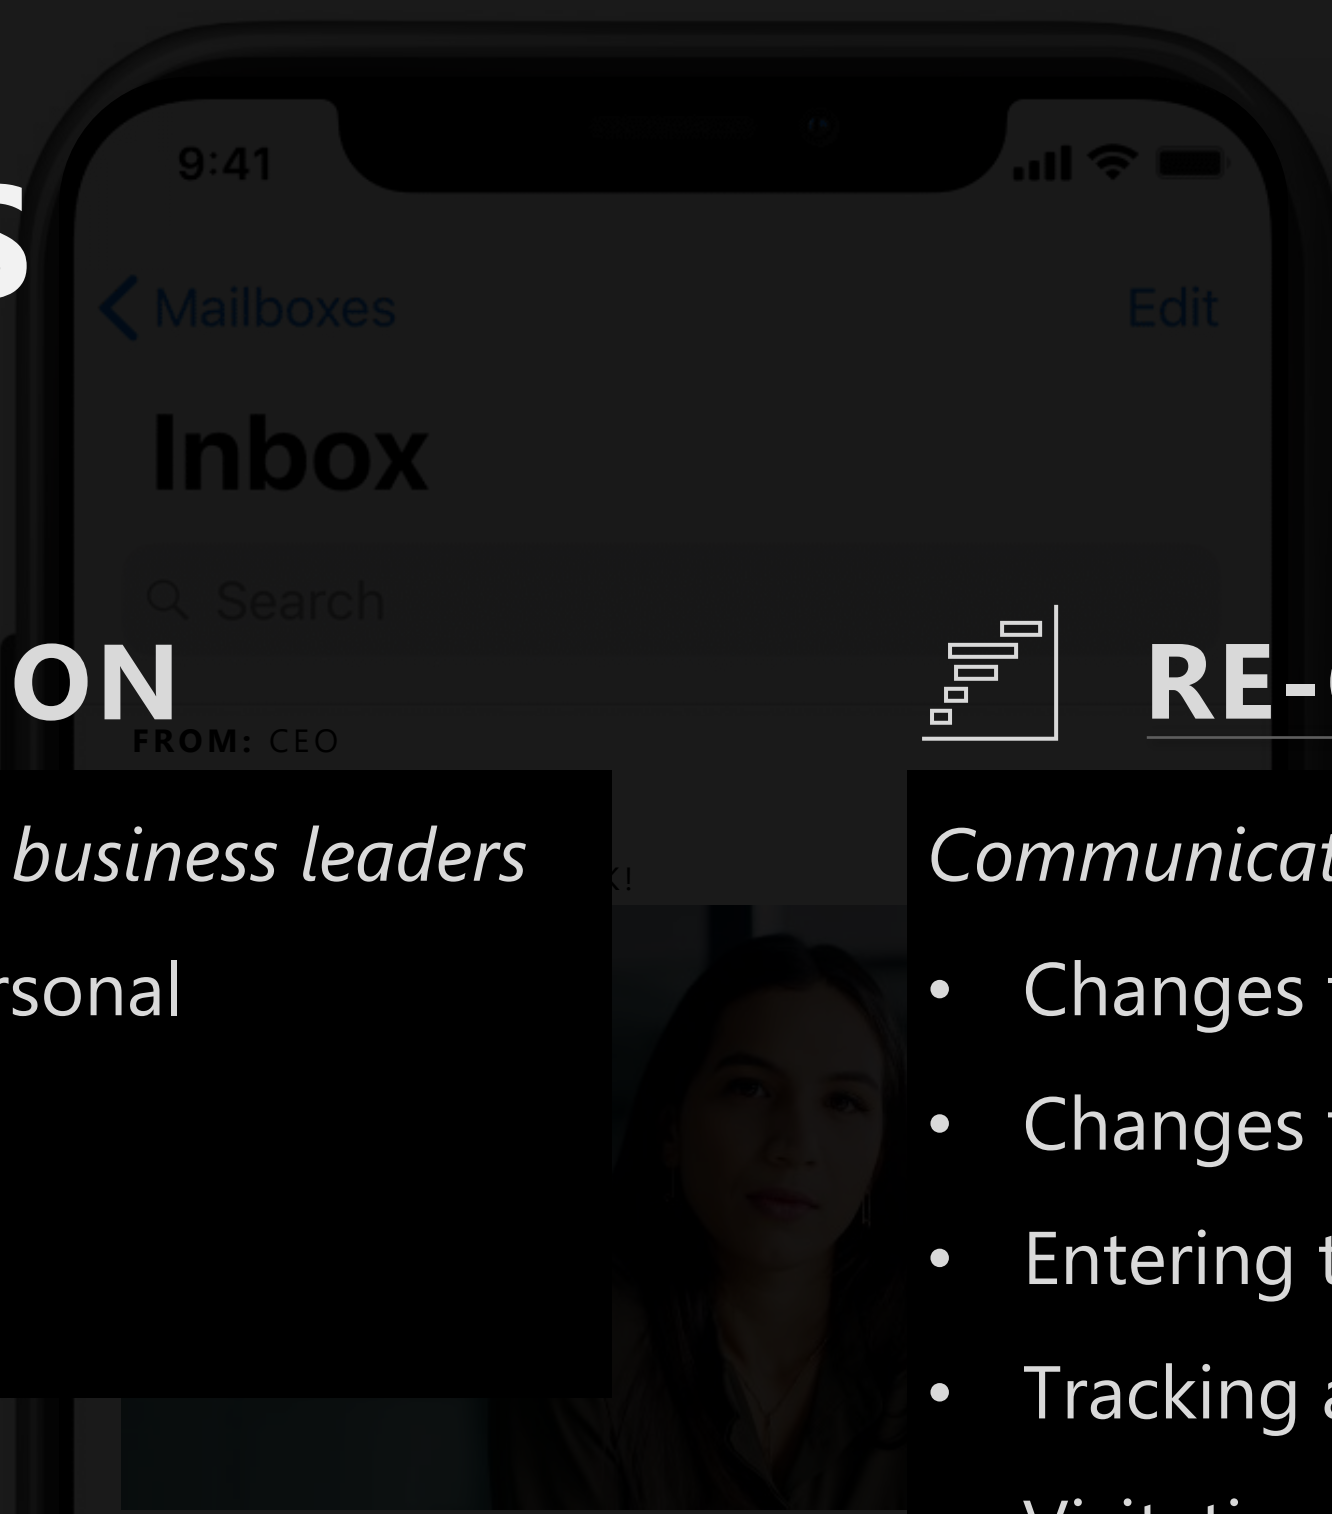 9:41
S
Mailboxes
Edit
Inbox
Search
ON
RE-
FROM: CEO
business leaders
Communicat
K!
rsonal
• Changes t
• Changes t
• Entering t
• Tracking a